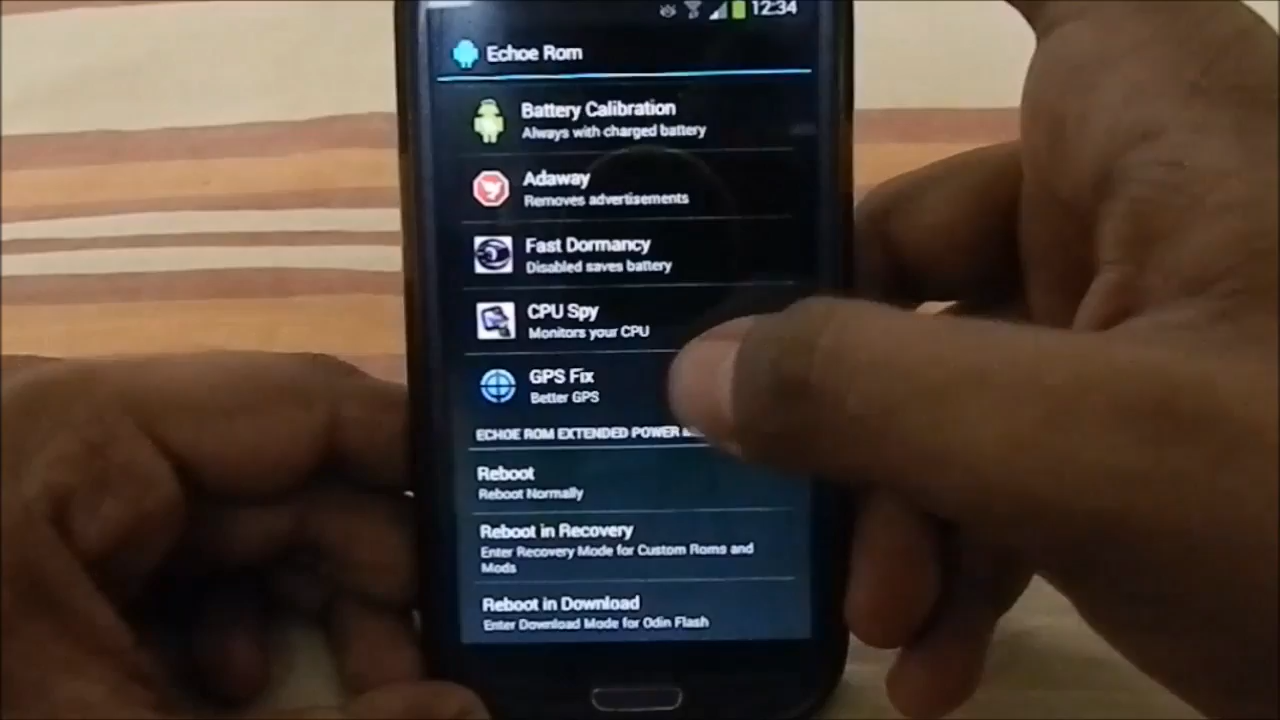 12:34
Echoe Rom
Battery Calibration
Always with charged battery
Adaway
Removes advertisements
Fast Dormancy
Disabled saves battery
CPU Spy
Monitors your CPU
GPS Fix
Better GPS
ECHOE ROM EXTENDED POWER
Reboot
Reboot Normally
Reboot in Recovery
Enter Recovery Mode for Custom Roms and
Mods
Reboot in Download
Enter Download Mode for Odin Flash